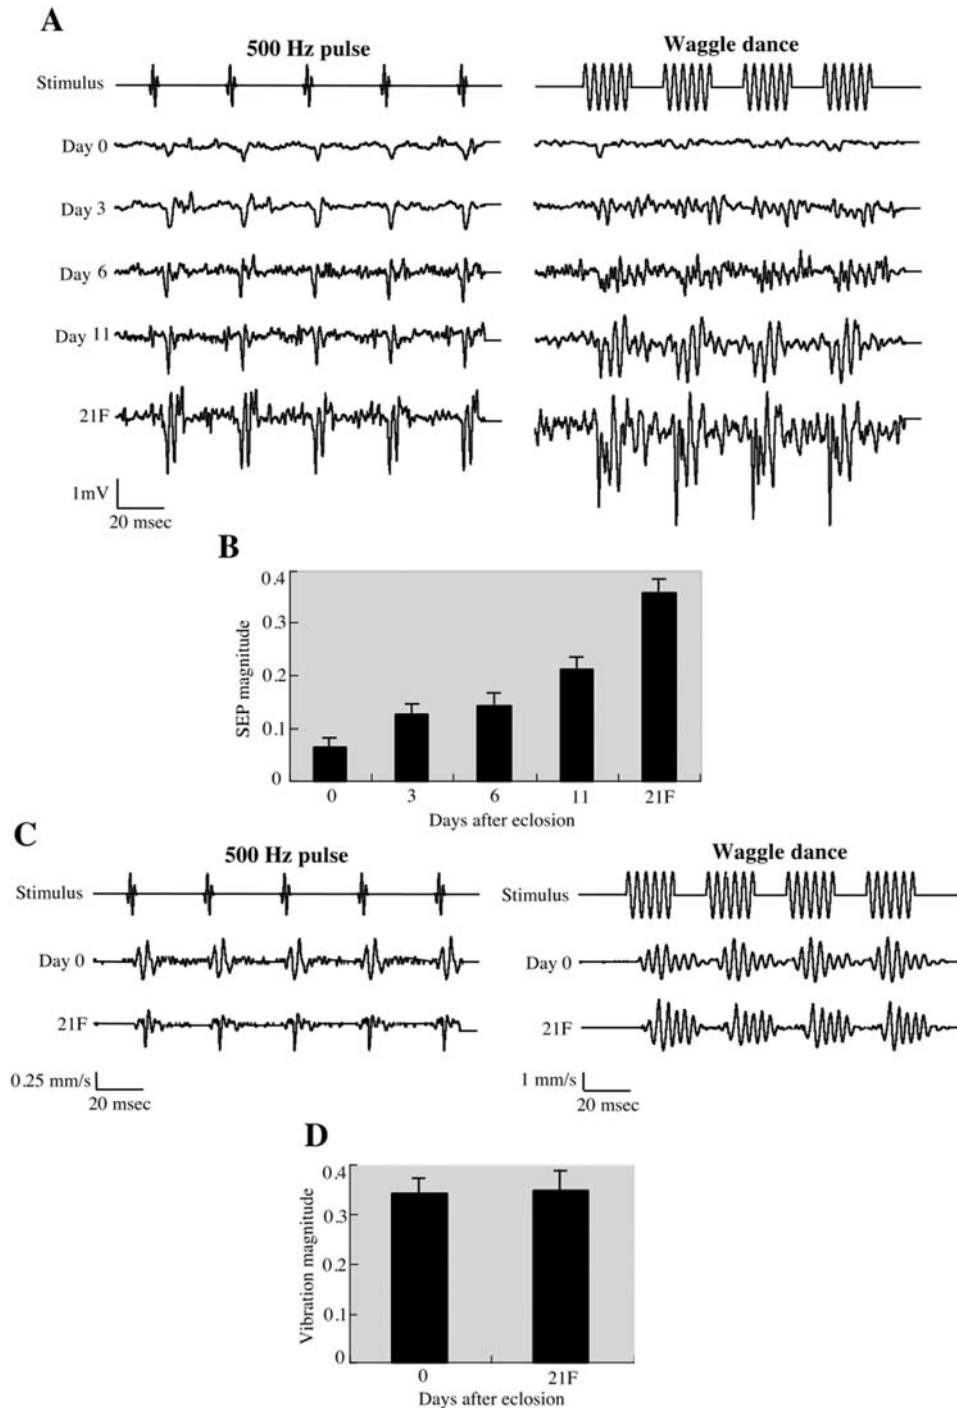 A
500 Hz pulse
Waggle dance
Stimulus
Day 0
Day 3
Day 6
Day 11
21F
1mV
20 msec
B
0.4
0.3
0.2
0.1
0
SEP magnitude
0 3 6 11 21F
Days after eclosion
C
500 Hz pulse
Waggle dance
Stimulus
Stimulus
Day 0
Day 0
21F
21F
0.25 mm/s
20 msec
1 mm/s
20 msec
D
0.4
0.3
0.2
0.1
0
Vibration magnitude
0 21F
Days after eclosion